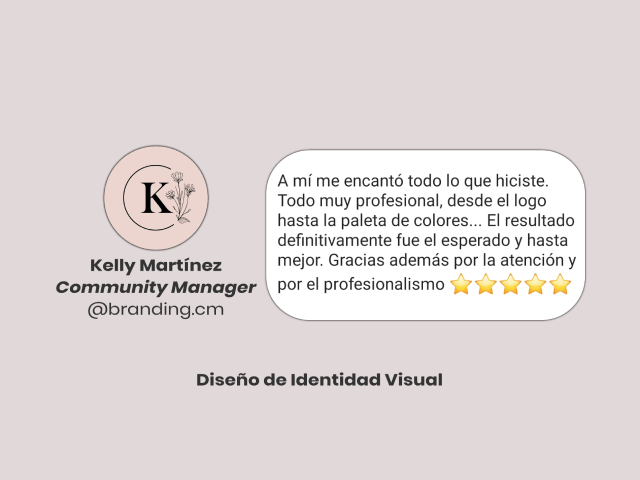 K
Kelly Martínez
Community Manager
@branding.cm
A mí me encantó todo lo que hiciste.
Todo muy profesional, desde el logo
hasta la paleta de colores... El resultado
definitivamente fue el esperado y hasta
mejor. Gracias además por la atención y
por el profesionalismo ⭐⭐⭐⭐⭐
Diseño de Identidad Visual